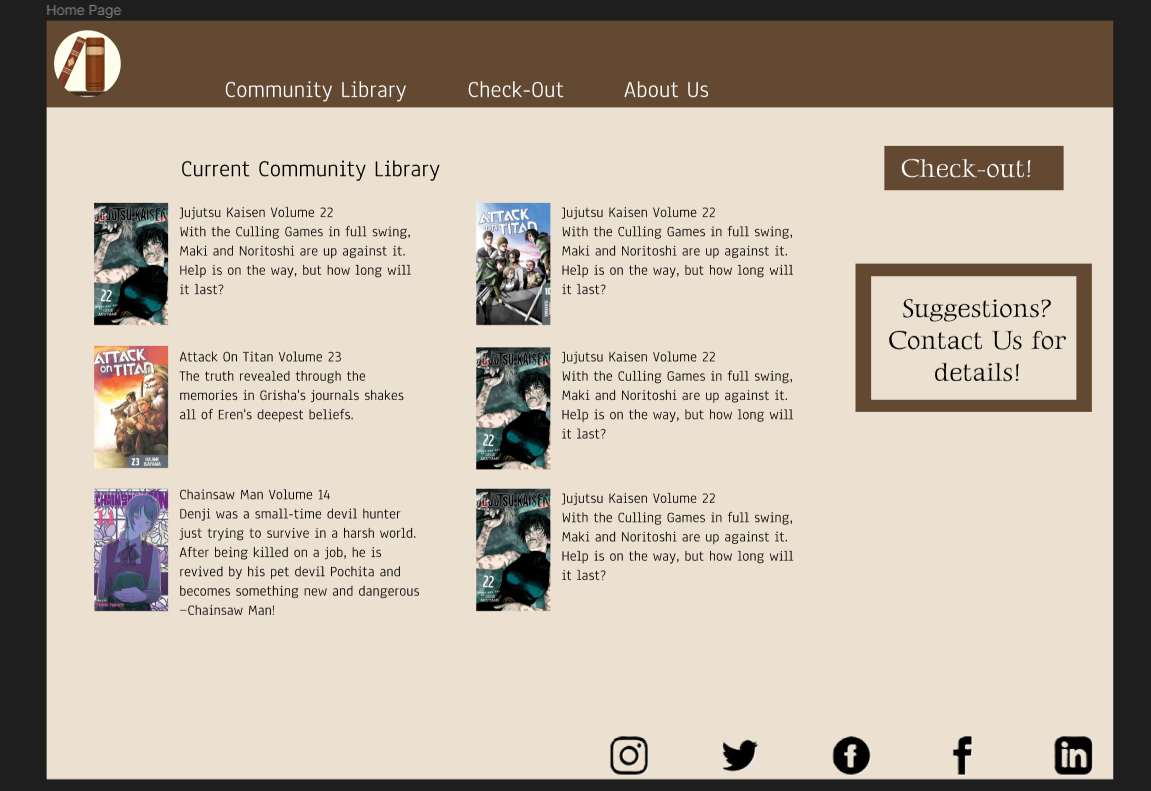 Home Page
Community Library
Check-Out
About Us
Current Community Library
Check-out!
JUJUTSU KAISEN
22
Jujutsu Kaisen Volume 22
With the Culling Games in full swing,
Maki and Noritoshi are up against it.
Help is on the way, but how long will
it last?
ATTACK
on TITAN
Jujutsu Kaisen Volume 22
With the Culling Games in full swing,
Maki and Noritoshi are up against it.
Help is on the way, but how long will
it last?
Suggestions?
Contact Us for
details!
ATTACK
on TITAN
23 HAJIME
ISAYAMA
Attack On Titan Volume 23
The truth revealed through the
memories in Grisha's journals shakes
all of Eren's deepest beliefs.
JUJUTSU KAISEN
22
Jujutsu Kaisen Volume 22
With the Culling Games in full swing,
Maki and Noritoshi are up against it.
Help is on the way, but how long will
it last?
CHAINSAW MAN
14
Chainsaw Man Volume 14
Denji was a small-time devil hunter
just trying to survive in a harsh world.
After being killed on a job, he is
revived by his pet devil Pochita and
becomes something new and dangerous
—Chainsaw Man!
JUJUTSU KAISEN
22
Jujutsu Kaisen Volume 22
With the Culling Games in full swing,
Maki and Noritoshi are up against it.
Help is on the way, but how long will
it last?
f
f
in